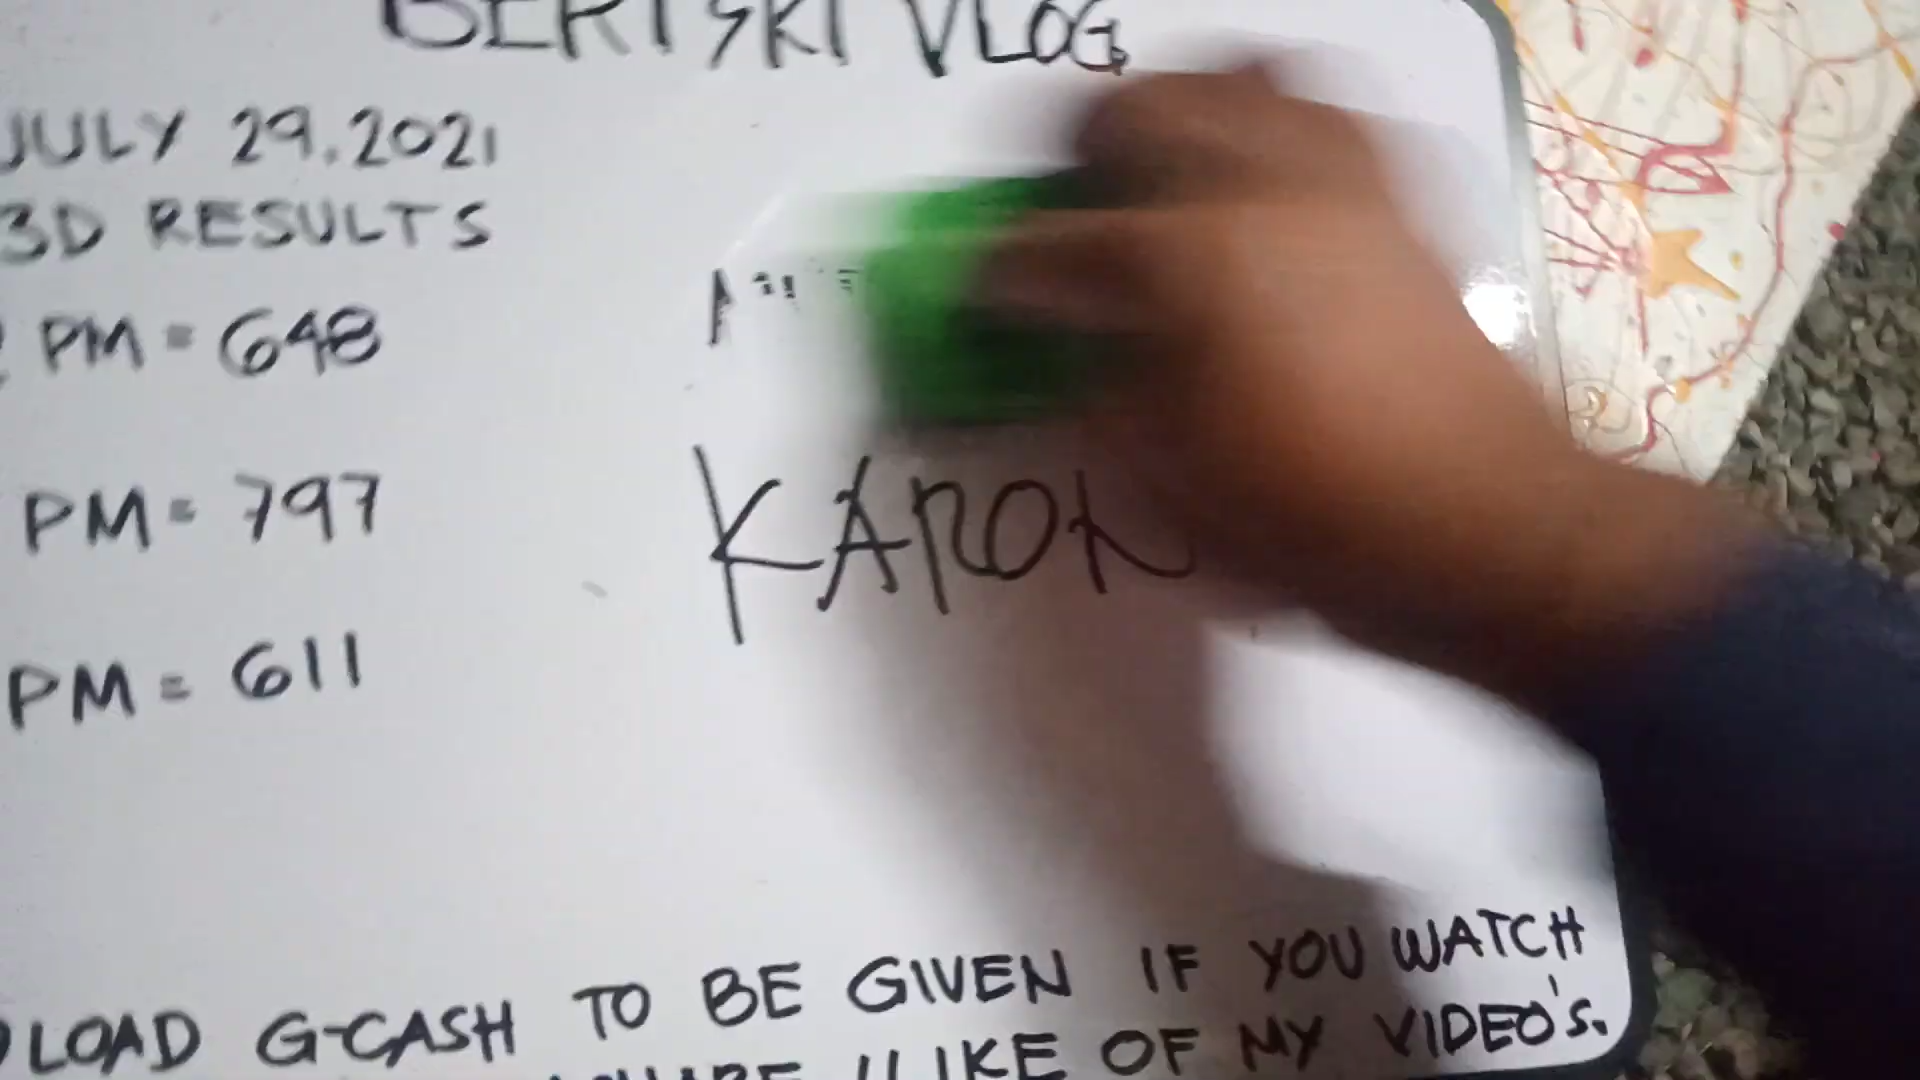 BERTSKI VLOG
JULY 29.2021
3D RESULTS
PM = 648
PM = 797
PM = 611
KARON
LOAD G-CASH TO BE GIVEN IF YOU WATCH
LIKE OF MY VIDEO'S.